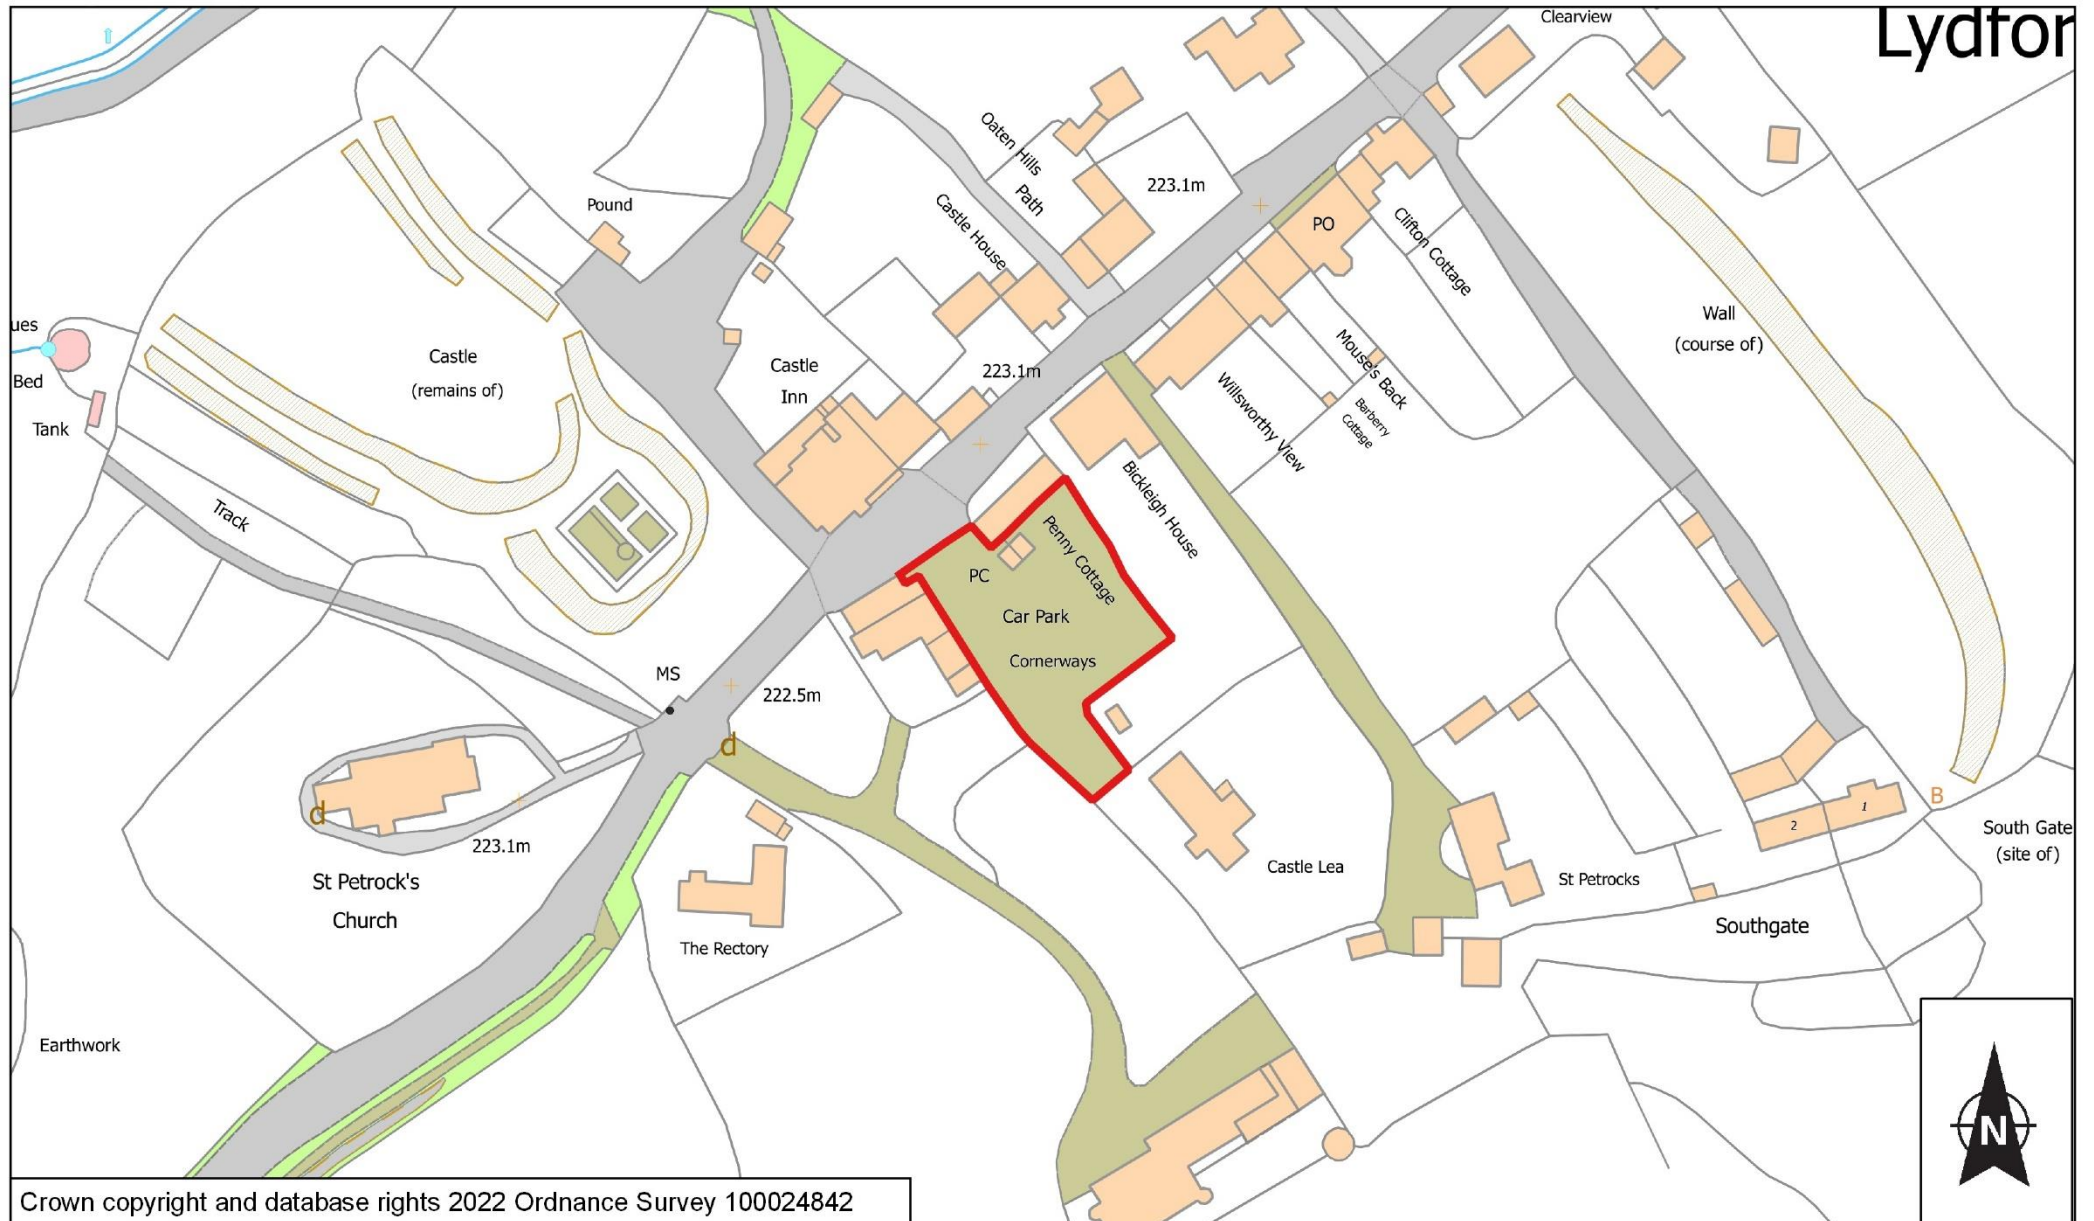 Clearview
Lydfor
Oaten Hills
Path
223.1m
Pound
Castle House
PO
Clifton Cottage
Wall
(course of)
ues
Castle
(remains of)
Castle
Inn
223.1m
Mouse's Back
Bed
Willsworthy View
Barberry
Cottage
Tank
Bickleigh House
Track
Penny Cottage
PC
Car Park
Cornerways
MS
222.5m
d
d
B
1
2
South Gate
(site of)
223.1m
Castle Lea
St Petrocks
St Petrock's
Church
Southgate
The Rectory
Earthwork
N
Crown copyright and database rights 2022 Ordnance Survey 100024842